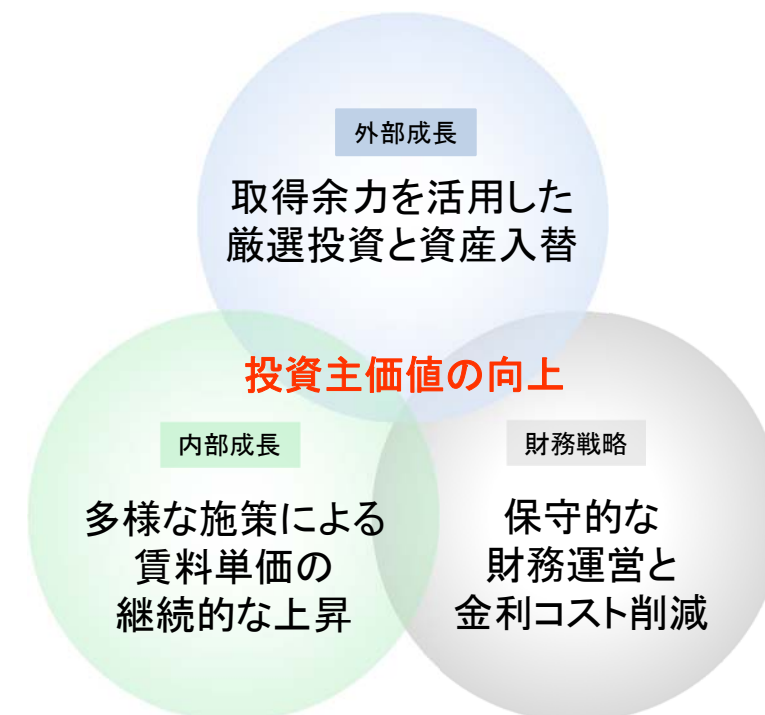 外部成長
取得余力を活用した
厳選投資と資産入替
投資主価値の向上
内部成長
多様な施策による
賃料単価の
継続的な上昇
財務戦略
保守的な
財務運営と
金利コスト削減